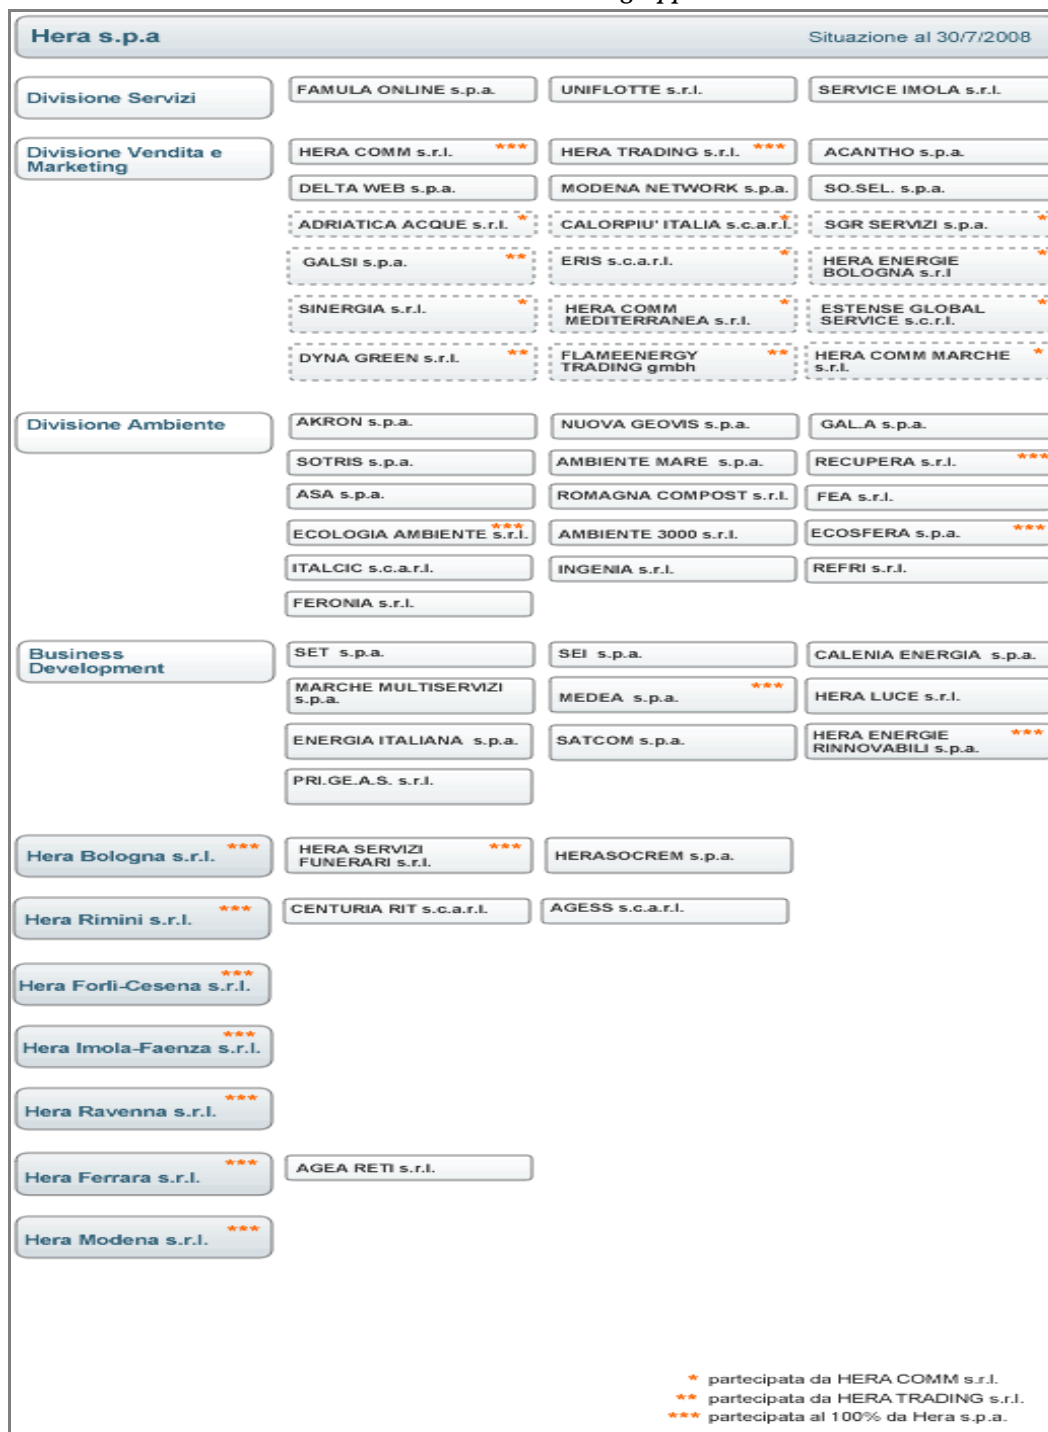 Hera s.p.a
Situazione al 30/7/2008
Divisione Servizi
FAMULA ONLINE s.p.a.
UNIFLOTTE s.r.l.
SERVICE IMOLA s.r.l.
Divisione Vendita e
Marketing
HERA COMM s.r.l. ***
HERA TRADING s.r.l. ***
ACANTHO s.p.a.
DELTA WEB s.p.a.
MODENA NETWORK s.p.a.
SO.SEL. s.p.a.
ADRIATICA ACQUE s.r.l. *
CALORPIU' ITALIA s.c.a.r.l. *
SGR SERVIZI s.p.a. *
GALSI s.p.a. **
ERIS s.c.a.r.l. *
HERA ENERGIE *
BOLOGNA s.r.l
SINERGIA s.r.l. *
HERA COMM *
MEDITERRANEA s.r.l.
ESTENSE GLOBAL *
SERVICE s.c.r.l.
DYNA GREEN s.r.l. **
FLAMEENERGY **
TRADING gmbh
HERA COMM MARCHE *
s.r.l.
Divisione Ambiente
AKRON s.p.a.
NUOVA GEOVIS s.p.a.
GAL.A s.p.a.
SOTRIS s.p.a.
AMBIENTE MARE s.p.a.
RECUPERA s.r.l. ***
ASA s.p.a.
ROMAGNA COMPOST s.r.l.
FEA s.r.l.
ECOLOGIA AMBIENTE s.r.l. ***
AMBIENTE 3000 s.r.l.
ECOSFERA s.p.a. ***
ITALCIC s.c.a.r.l.
INGENIA s.r.l.
REFRI s.r.l.
FERONIA s.r.l.
Business
Development
SET s.p.a.
SEI s.p.a.
CALENIA ENERGIA s.p.a.
MARCHE MULTISERVIZI
s.p.a.
MEDEA s.p.a. ***
HERA LUCE s.r.l.
ENERGIA ITALIANA s.p.a.
SATCOM s.p.a.
HERA ENERGIE ***
RINNOVABILI s.p.a.
PRI.GE.A.S. s.r.l.
Hera Bologna s.r.l. ***
HERA SERVIZI ***
FUNERARI s.r.l.
HERASOCREM s.p.a.
Hera Rimini s.r.l. ***
CENTURIA RIT s.c.a.r.l.
AGESS s.c.a.r.l.
Hera Forlì-Cesena s.r.l. ***
Hera Imola-Faenza s.r.l. ***
Hera Ravenna s.r.l. ***
Hera Ferrara s.r.l. ***
AGEA RETI s.r.l.
Hera Modena s.r.l. ***
* partecipata da HERA COMM s.r.l.
** partecipata da HERA TRADING s.r.l.
*** partecipata al 100% da Hera s.p.a.